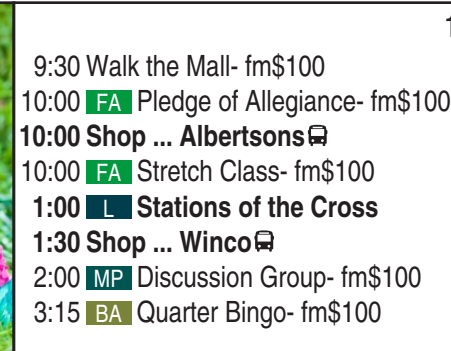 9:30 Walk the Mall- fm$100
10:00 FA Pledge of Allegiance- fm$100
10:00 Shop ... Albertsons
10:00 FA Stretch Class- fm$100
1:00 L Stations of the Cross
1:30 Shop ... Winco
2:00 MP Discussion Group- fm$100
3:15 BA Quarter Bingo- fm$100